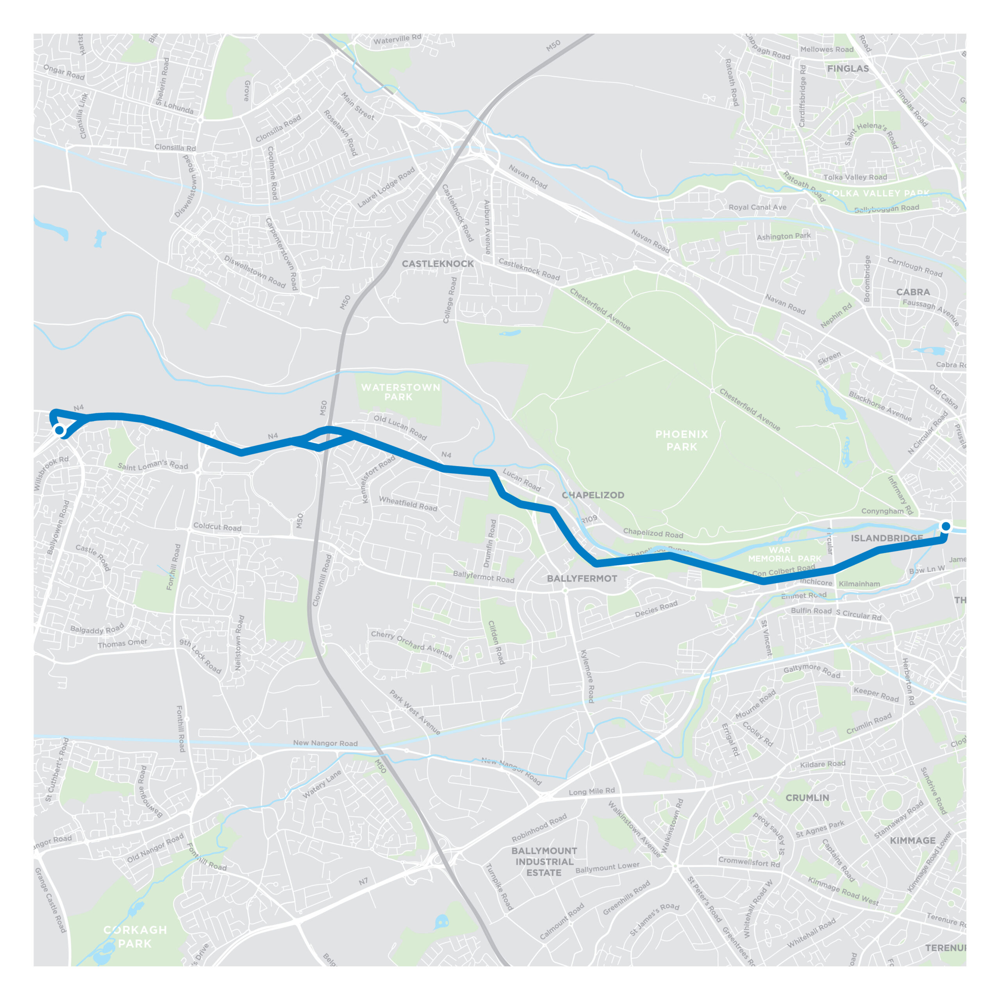 Waterville Rd
M50
Cappagh Road
Mellowes Road
FINGLAS
Ongar Road
Shelerin Road
Grove
Main Street
Ratoath Road
Cardiffsbridge Rd
Finglas Road
Clonsilla Link
Lohunda
Clonsilla Road
Roselawn Road
Saint Helena's Road
Clonsilla Rd
Coolmine Road
Diswellstown Road
Laurel Lodge Road
Navan Road
Ratoath Road
Tolka Valley Road
TOLKA VALLEY PARK
Castleknock Road
Auburn Avenue
Royal Canal Ave
Ballyboggan Road
Carpenterstown Road
Navan Road
Ashington Park
Diswellstown Road
CASTLEKNOCK
Castleknock Road
Borombridge
Carnlough Road
M50
College Road
Chesterfield Avenue
Navan Road
Nephin Rd
CABRA
Faussagh Avenue
Skreen
WATERSTOWN
PARK
M50
Chesterfield Avenue
Blackhorse Avenue
Old Cabra
N4
N4
Old Lucan Road
PHOENIX
PARK
N Circular Road
Willsbrook Rd
Saint Loman's Road
Kennelsfort Road
N4
Lucan Road
CHAPELIZOD
Infirmary Rd
Wheatfield Road
R109
Conyngham
Ballyowen Road
Coldcut Road
M50
Chapelizod Road
ISLANDBRIDGE
Castle Road
Fonthill Road
Drumfin Road
WAR
MEMORIAL PARK
Con Colbert Road
Bow Ln W
Cloverhill Road
Ballyfermot Road
BALLYFERMOT
Inchicore
Kilmainham
Emmet Road
Decies Road
Bulfin Road
S Circular Rd
Balgaddy Road
Thomas Omer
9th Lock Road
Neilstown Road
Cherry Orchard Avenue
Clifden Road
Kylemore Road
St Vincent
Galtymore Road
Herberton Rd
Keeper Road
Mourne Road
Fonthill Road
Park West Avenue
Errigal Rd
Cooley Rd
Crumlin Road
St Cuthbert's Road
New Nangor Road
M50
New Nangor Road
Kildare Road
Bawnogue Road
Watery Lane
Long Mile Rd
CRUMLIN
Sundrive Road
Walkinstown Avenue
Walkinstown Rd
St Agnes Road
St Agnes Park
Stannaway Road
Old Nangor Road
Fonthill Road
Robinhood Road
BALLYMOUNT
INDUSTRIAL
ESTATE
Captains Road
KIMMAGE
Kimmage Road Lower
Grange Castle Road
N7
Turnpike Road
Ballymount Lower
Cromwellsfort Rd
Kimmage Road West
CORKAGH
PARK
Calmount Road
Greenhills Road
St James's Road
St Peter's Road
Whitehall Road W
Whitehall Road